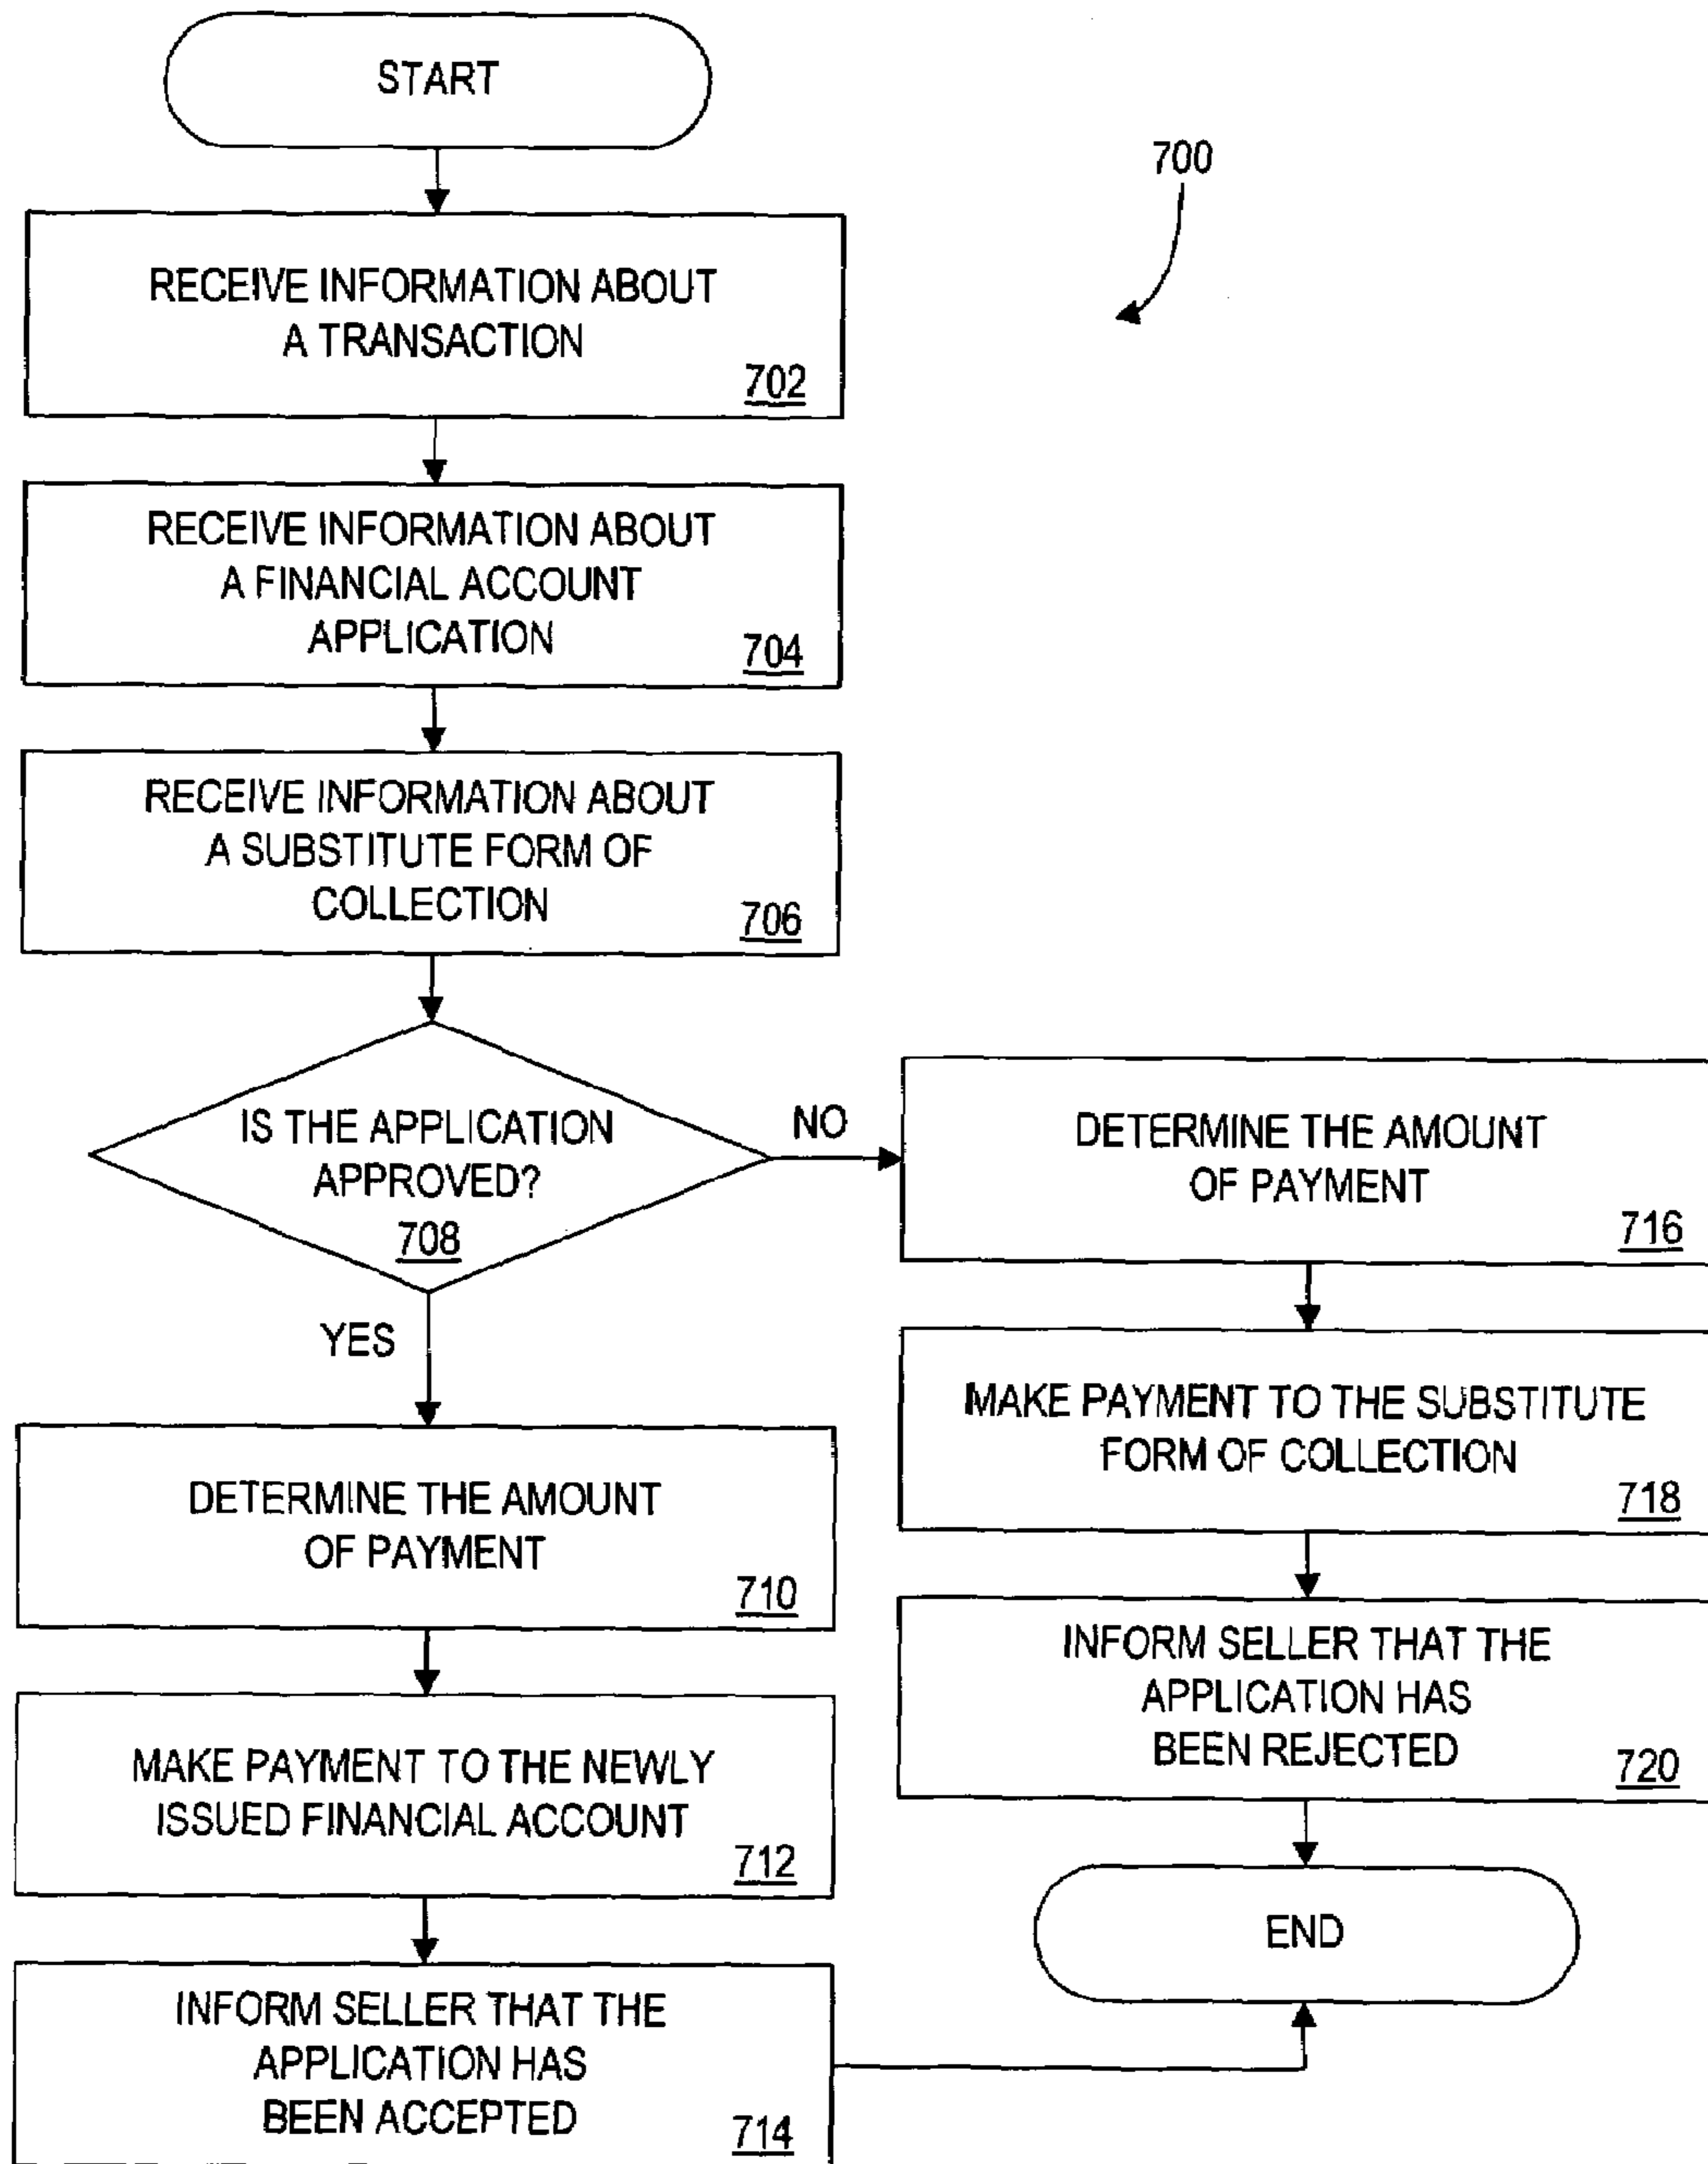 START
700
RECEIVE INFORMATION ABOUT
A TRANSACTION
702
RECEIVE INFORMATION ABOUT
A FINANCIAL ACCOUNT
APPLICATION
704
RECEIVE INFORMATION ABOUT
A SUBSTITUTE FORM OF
COLLECTION
706
IS THE APPLICATION
APPROVED?
708
NO
YES
DETERMINE THE AMOUNT
OF PAYMENT
710
MAKE PAYMENT TO THE NEWLY
ISSUED FINANCIAL ACCOUNT
712
INFORM SELLER THAT THE
APPLICATION HAS
BEEN ACCEPTED
714
DETERMINE THE AMOUNT
OF PAYMENT
716
MAKE PAYMENT TO THE SUBSTITUTE
FORM OF COLLECTION
718
INFORM SELLER THAT THE
APPLICATION HAS
BEEN REJECTED
720
END